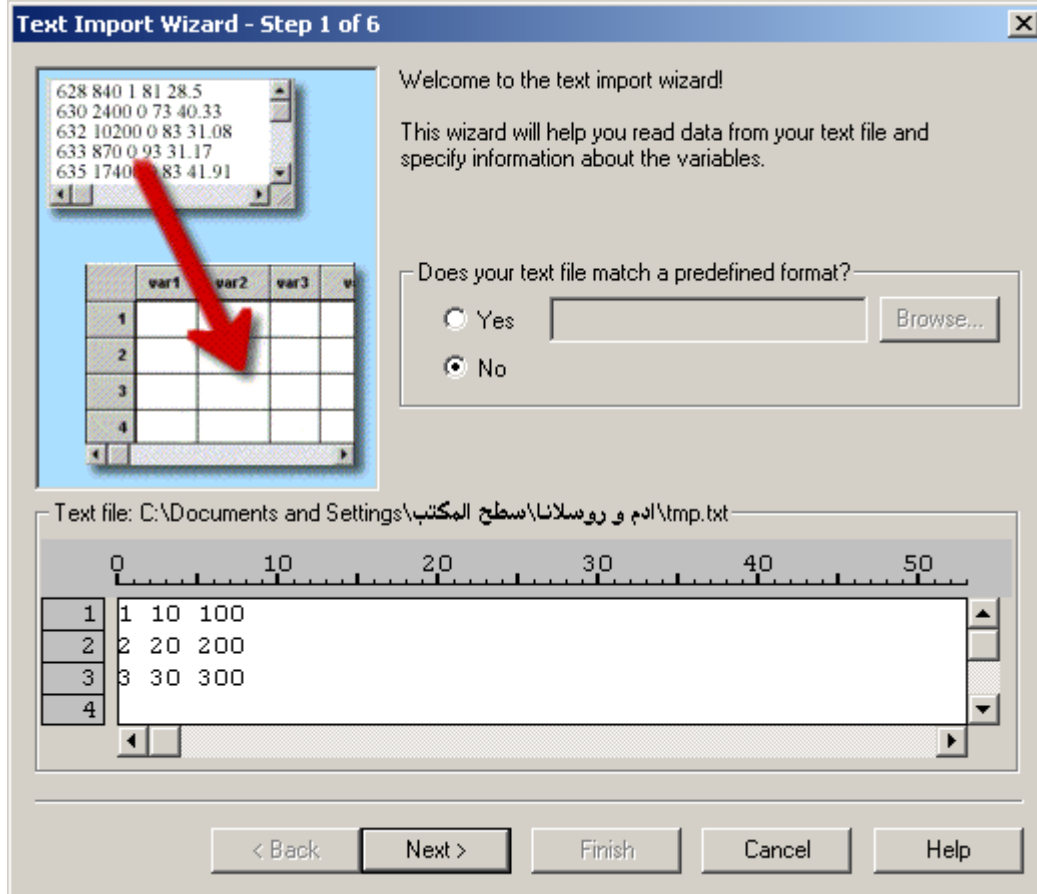 Text Import Wizard - Step 1 of 6
628 840 1 81 28.5
630 2400 0 73 40.33
632 10200 0 83 31.08
633 870 0 93 31.17
635 1740 83 41.91
var1 var2 var3 v
1
2
3
4
Welcome to the text import wizard!
This wizard will help you read data from your text file and
specify information about the variables.
Does your text file match a predefined format?
Yes Browse...
No
Text file: C:\Documents and Settings\ادم و روسلانا\سطح المكتب\tmp.txt
0 10 20 30 40 50
1 1 10 100
2 2 20 200
3 3 30 300
4
< Back Next > Finish Cancel Help